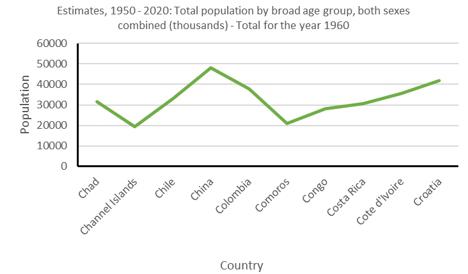 Estimates, 1950 - 2020: Total population by broad age group, both sexes
combined (thousands) - Total for the year 1960
60000
50000
40000
30000
20000
10000
0
Population
Chad
Channel Islands
Chile
China
Colombia
Comoros
Congo
Costa Rica
Cote d'Ivoire
Croatia
Country